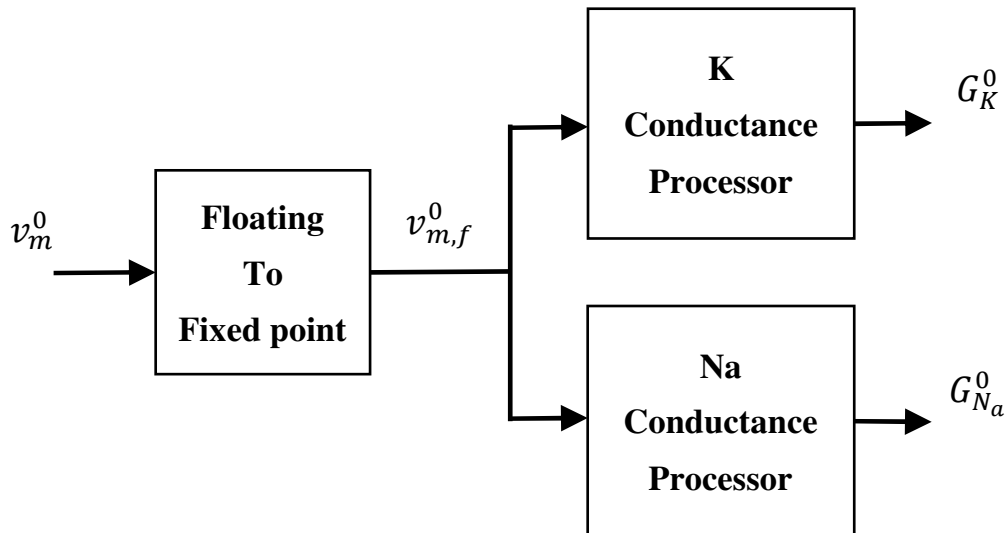 v_m^0
Floating
To
Fixed point
v_{m,f}^0
K
Conductance
Processor
G_K^0
Na
Conductance
Processor
G_{N_a}^0